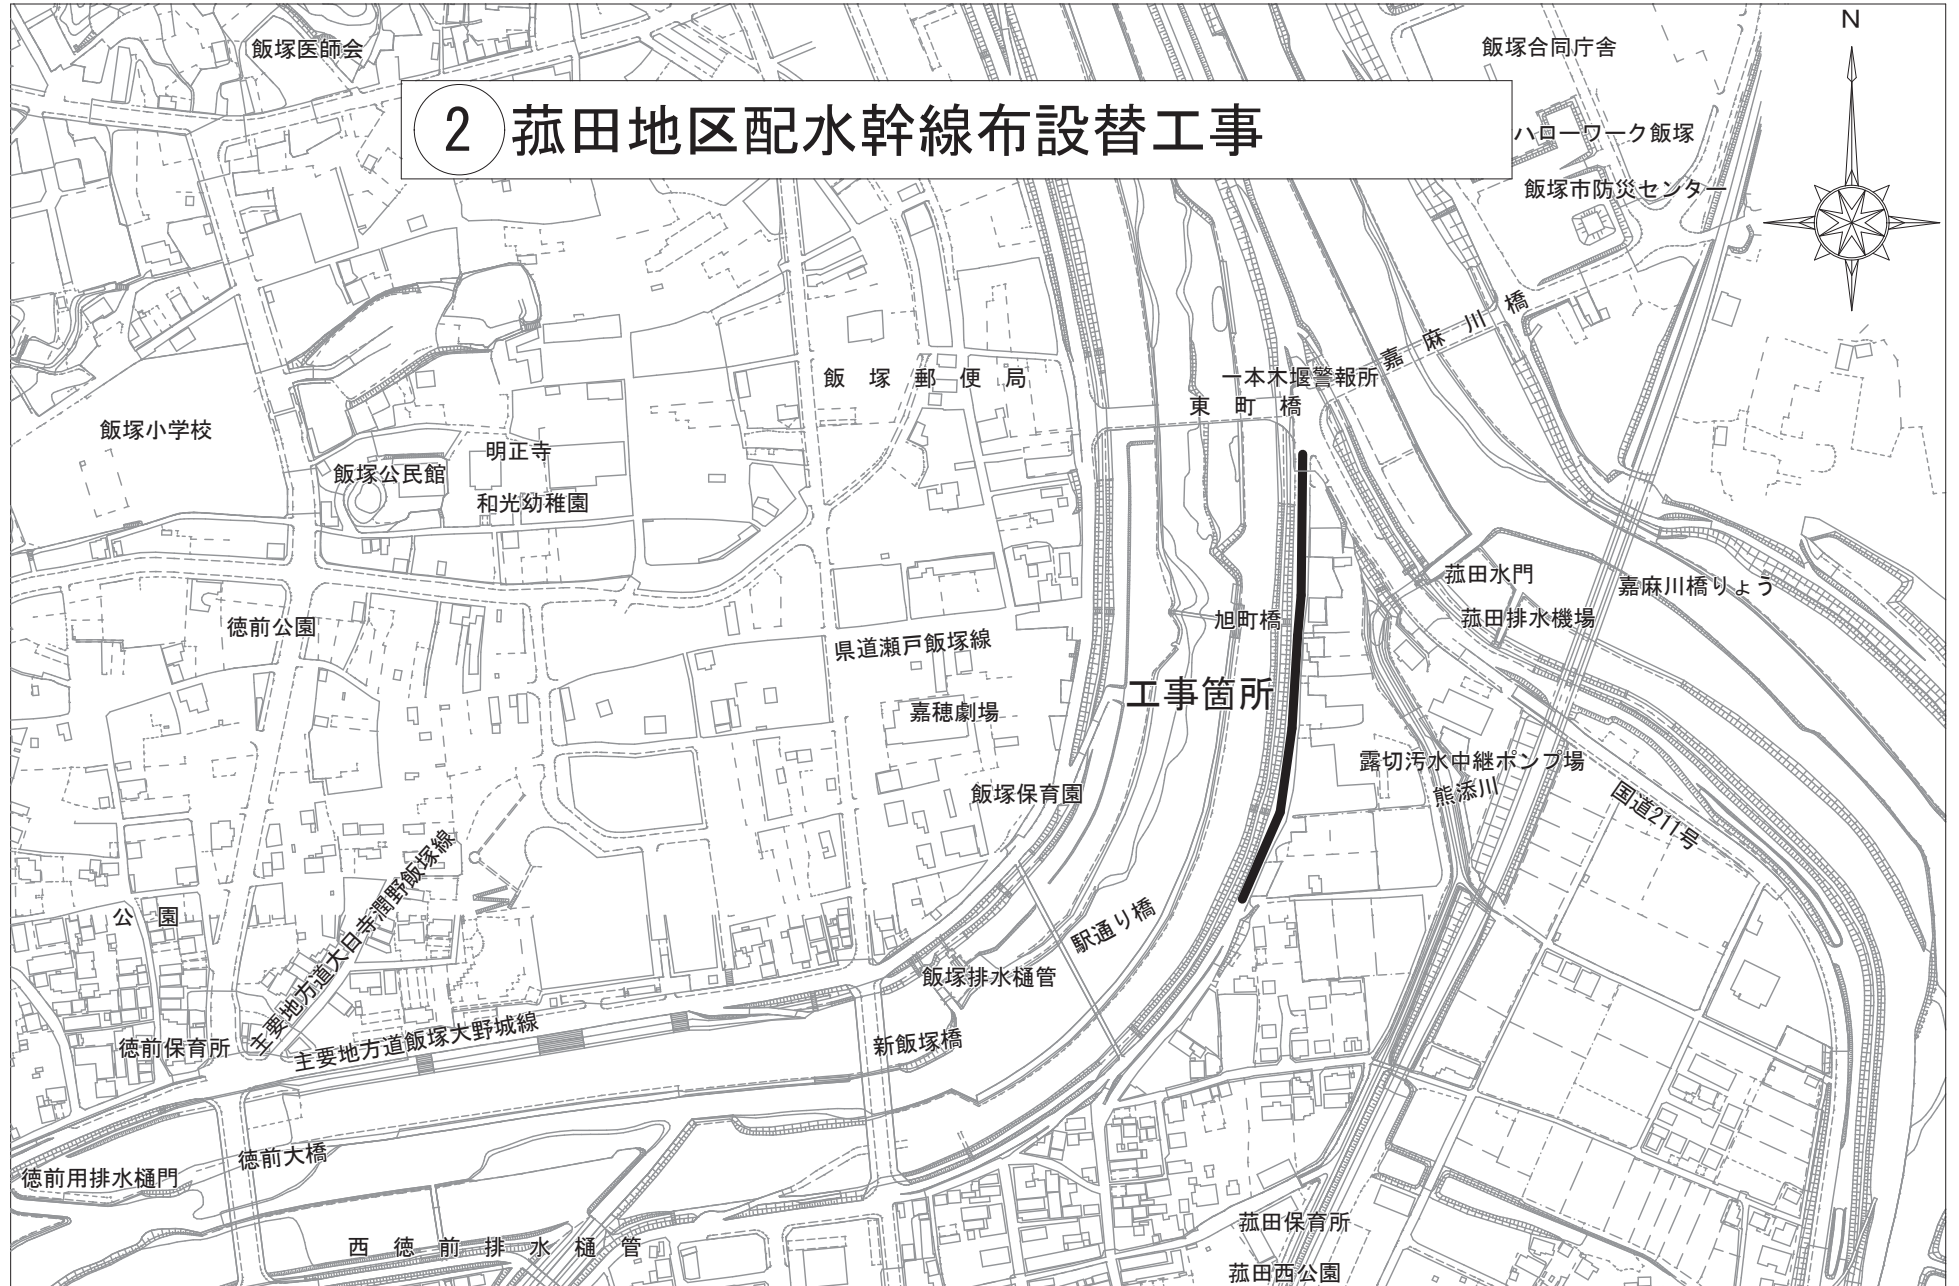 飯塚医師会
N
飯塚合同庁舎
②菰田地区配水幹線布設替工事
ハローワーク飯塚
飯塚市防災センター
嘉麻川橋
飯塚郵便局
一本木堰警報所
東町橋
飯塚小学校
明正寺
飯塚公民館
和光幼稚園
菰田水門
嘉麻川橋りょう
菰田排水機場
旭町橋
徳前公園
県道瀬戸飯塚線
工事箇所
嘉穂劇場
露切汚水中継ポンプ場
熊添川
飯塚保育園
国道211号
主要地方道大日寺潤野飯塚線
公園
駅通り橋
飯塚排水樋管
主要地方道飯塚大野城線
新飯塚橋
徳前保育所
徳前大橋
徳前用排水樋門
菰田保育所
西徳前排水樋管
菰田西公園